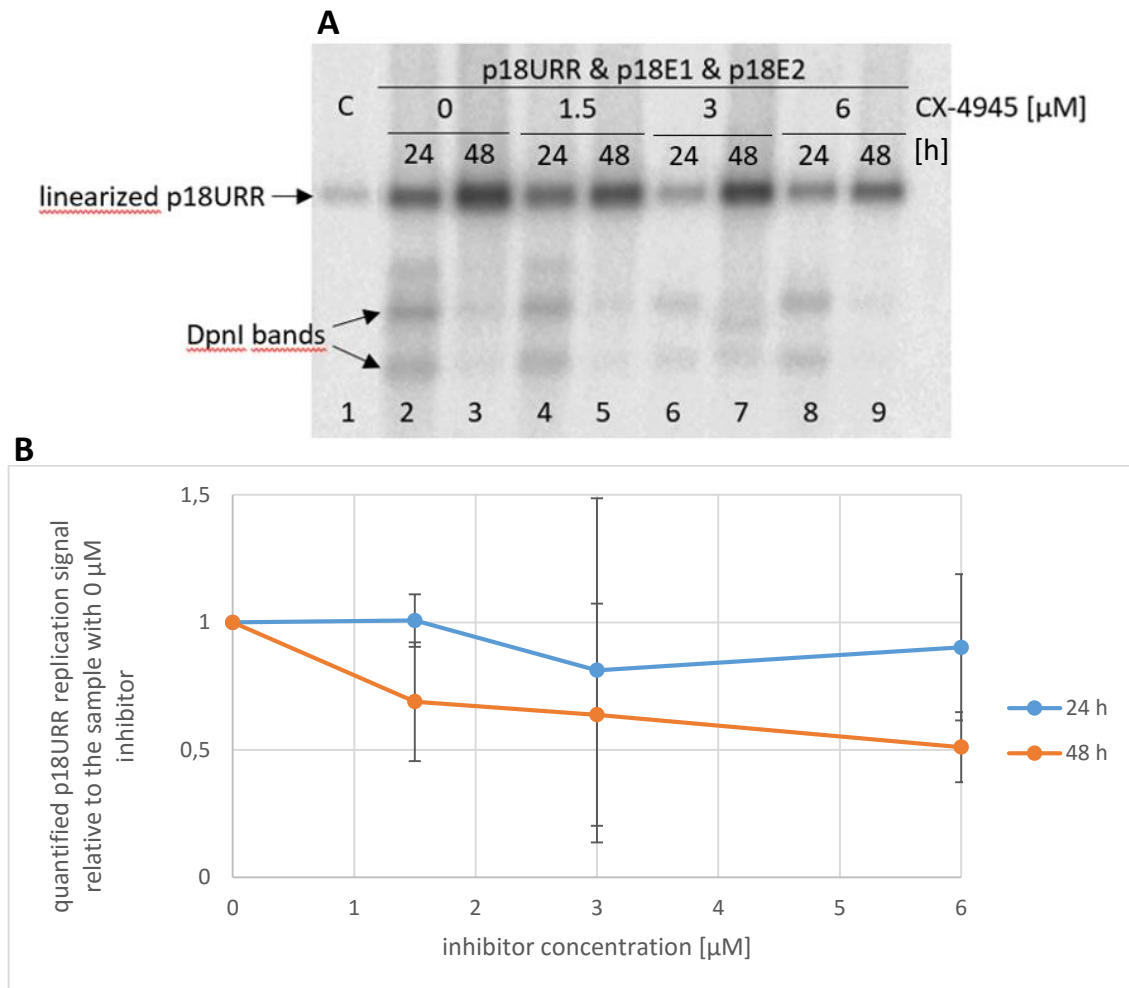 A
p18URR & p18E1 & p18E2
C 0 1.5 3 6 CX-4945 [µM]
24 48 24 48 24 48 24 48 [h]
linearized p18URR
DpnI bands
1 2 3 4 5 6 7 8 9
B
quantified p18URR replication signal
relative to the sample with 0 µM
inhibitor
1,5
1
0,5
0
0 1 2 3 4 5 6
inhibitor concentration [µM]
24 h
48 h